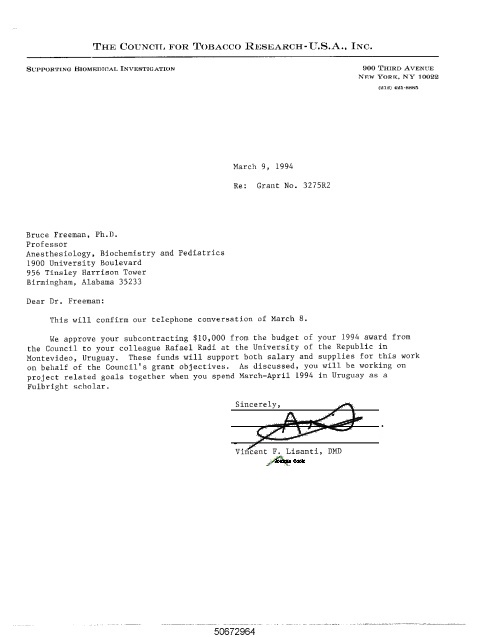 THE COUNCIL FOR TOBACCO RESEARCH-U.S.A., INC.
SUPPORTING BIOMEDICAL INVESTIGATION
900 THIRD AVENUE
NEW YORK, NY 10022
(212) 421-8885
March 9, 1994
Re: Grant No. 3275R2
Bruce Freeman, Ph.D.
Professor
Anesthesiology, Biochemistry and Pediatrics
1900 University Boulevard
956 Tinsley Harrison Tower
Birmingham, Alabama 35233
Dear Dr. Freeman:
This will confirm our telephone conversation of March 8.
We approve your subcontracting $10,000 from the budget of your 1994 award from
the Council to your colleague Rafael Radi at the University of the Republic in
Montevideo, Uruguay. These funds will support both salary and supplies for this work
on behalf of the Council's grant objectives. As discussed, you will be working on
project related goals together when you spend March-April 1994 in Uruguay as a
Fulbright scholar.
Sincerely,
Vincent F. Lisanti, DMD
Cook
50672964